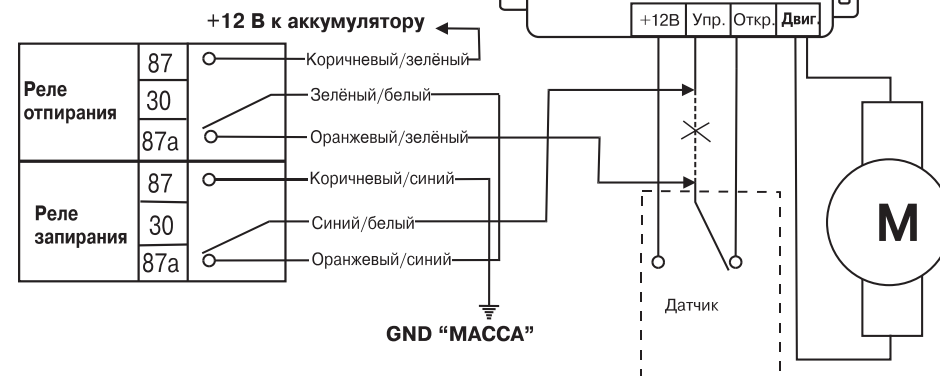 +12В Упр. Откр. Двиг.
+12 В к аккумулятору
Реле отпирания
87
30
87a
Коричневый/зелёный
Зелёный/белый
Оранжевый/зелёный
Реле запирания
87
30
87a
Коричневый/синий
Синий/белый
Оранжевый/синий
GND “МАССА”
Датчик
М